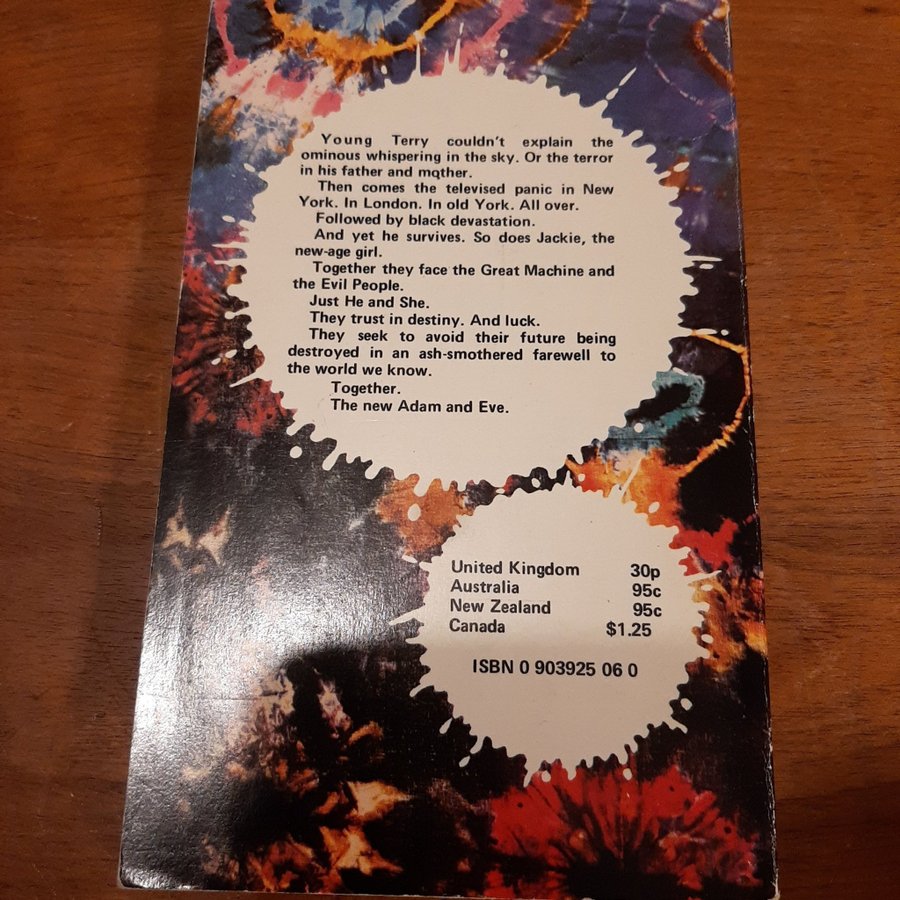 Young Terry couldn't explain the
ominous whispering in the sky. Or the terror
in his father and mqther.
Then comes the televised panic in New
York. In London. In old York. All over.
Followed by black devastation.
And yet he survives. So does Jackie, the
new-age girl.
Together they face the Great Machine and
the Evil People.
Just He and She.
They trust in destiny. And luck.
They seek to avoid their future being
destroyed in an ash-smothered farewell to
the world we know.
Together.
The new Adam and Eve.
United Kingdom 30p
Australia 95c
New Zealand 95c
Canada $1.25
ISBN 0 903925 06 0